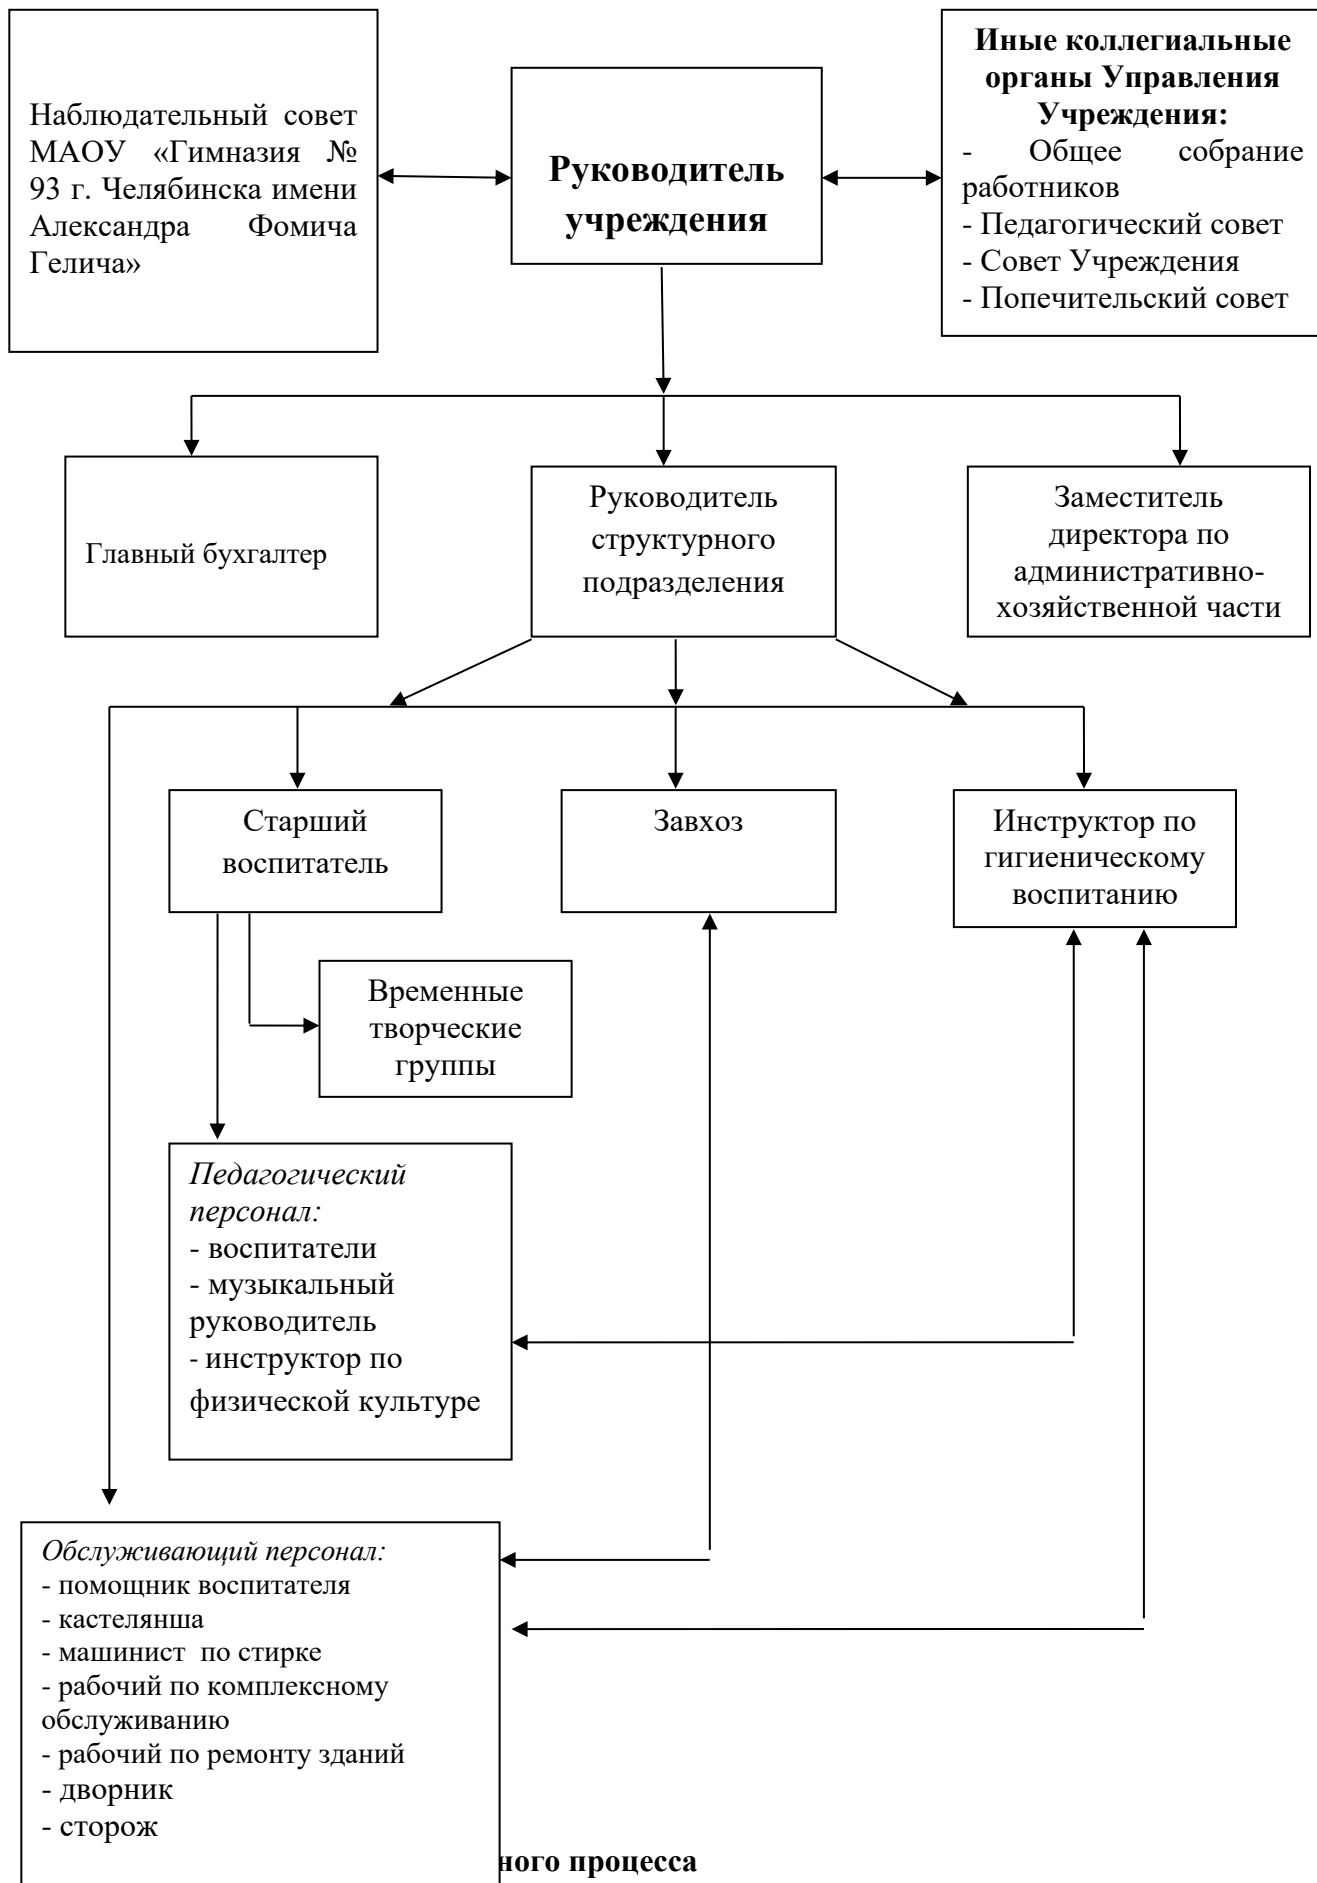 Наблюдательный совет
МАОУ «Гимназия №
93 г. Челябинска имени
Александра Фомича
Гелича»
Руководитель
учреждения
Иные коллегиальные
органы Управления
Учреждения:
- Общее собрание
работников
- Педагогический совет
- Совет Учреждения
- Попечительский совет
Главный бухгалтер
Руководитель
структурного
подразделения
Заместитель
директора по
административно-
хозяйственной части
Старший
воспитатель
Завхоз
Инструктор по
гигиеническому
воспитанию
Временные
творческие
группы
Педагогический
персонал:
- воспитатели
- музыкальный
руководитель
- инструктор по
физической культуре
Обслуживающий персонал:
- помощник воспитателя
- кастелянша
- машинист  по стирке
- рабочий по комплексному
обслуживанию
- рабочий по ремонту зданий
- дворник
- сторож
ного процесса